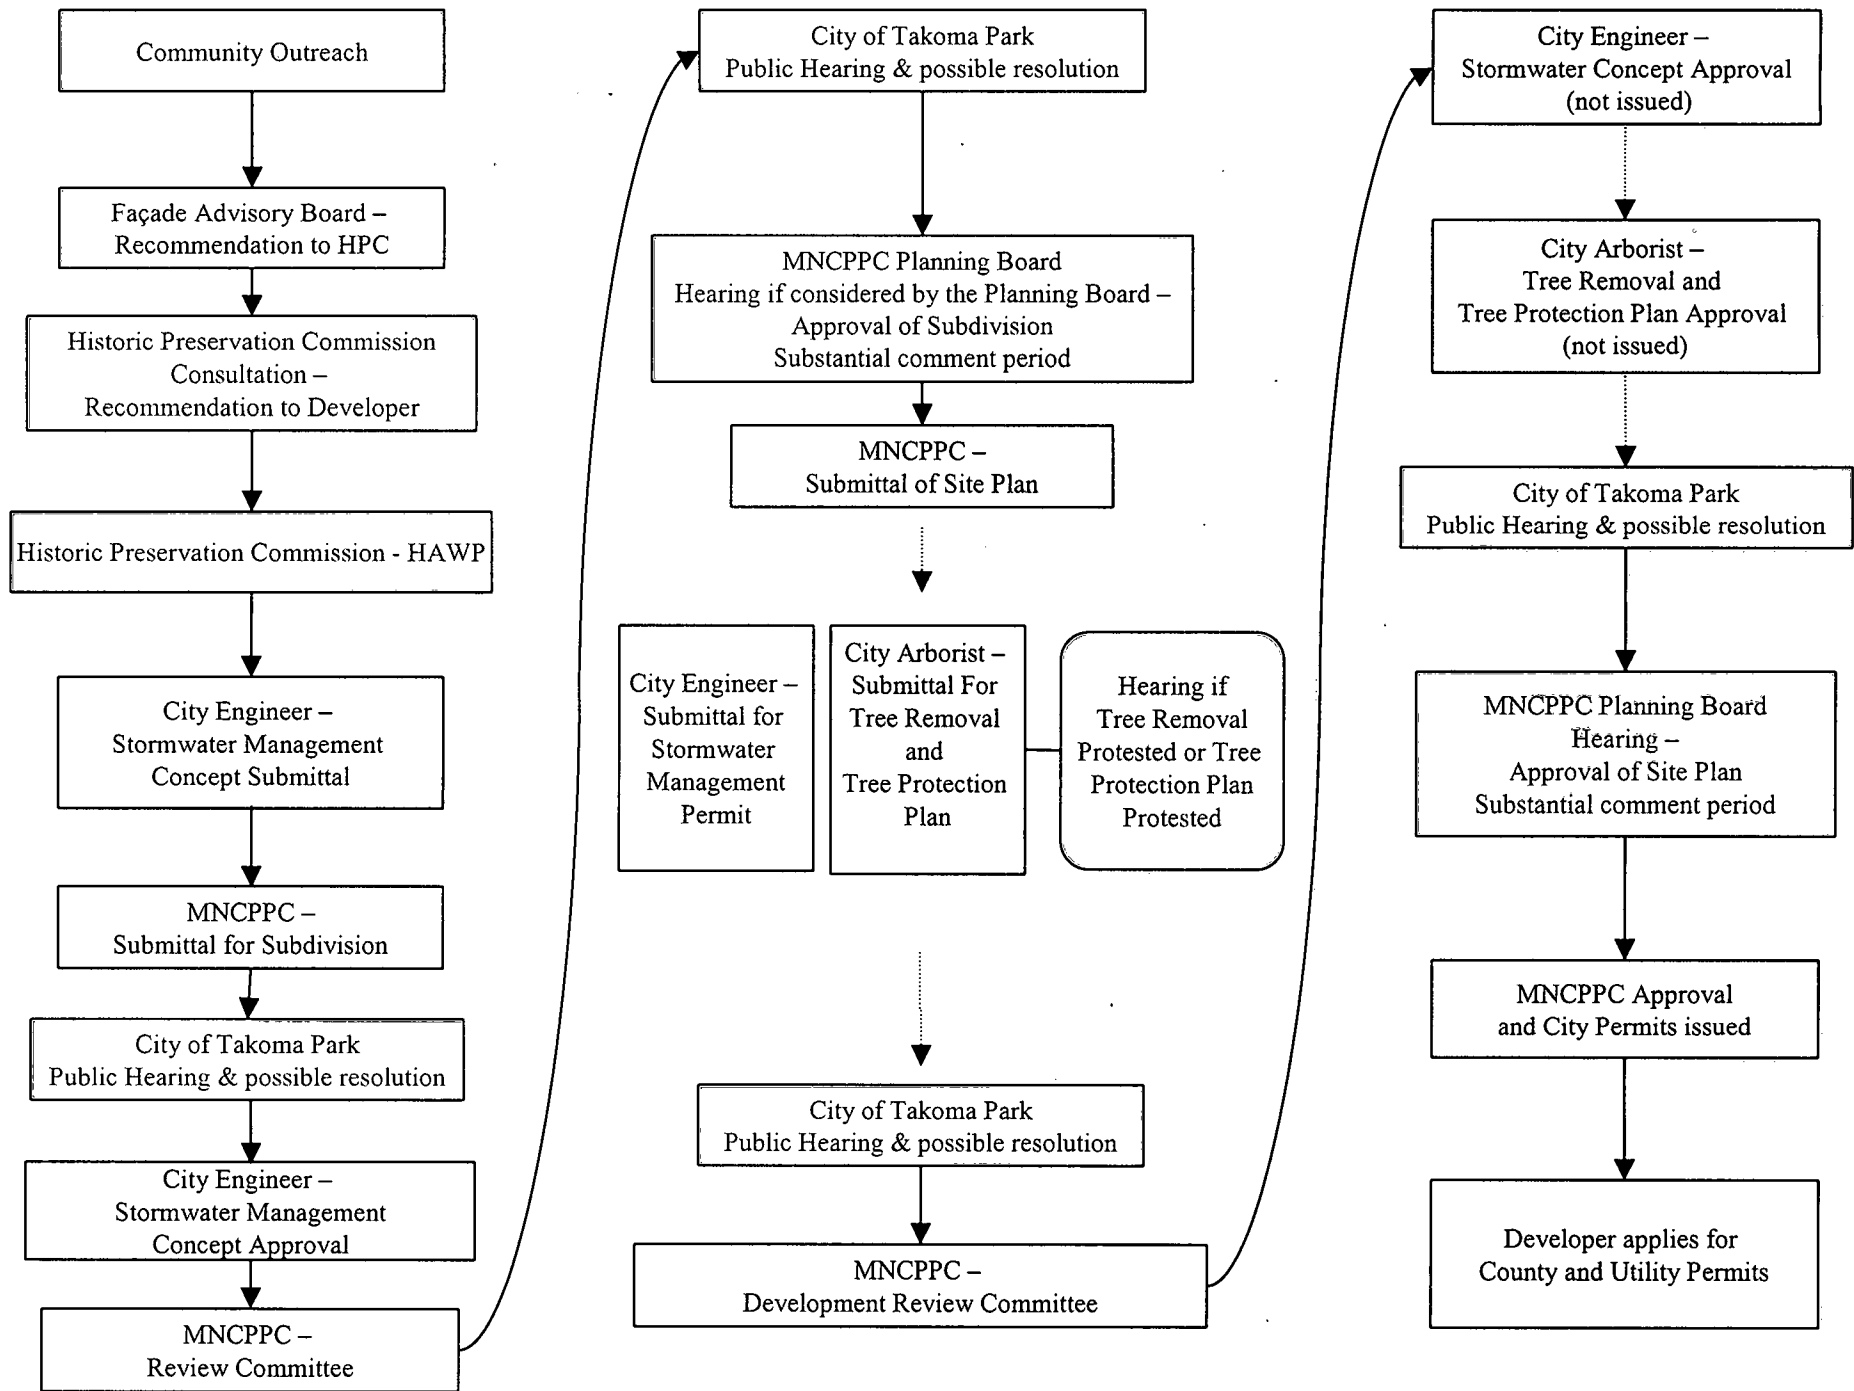 Community Outreach
Façade Advisory Board –
Recommendation to HPC
Historic Preservation Commission
Consultation –
Recommendation to Developer
Historic Preservation Commission - HAWP
City Engineer –
Stormwater Management
Concept Submittal
MNCPPC –
Submittal for Subdivision
City of Takoma Park
Public Hearing & possible resolution
City Engineer –
Stormwater Management
Concept Approval
MNCPPC –
Review Committee
City of Takoma Park
Public Hearing & possible resolution
MNCPPC Planning Board
Hearing if considered by the Planning Board –
Approval of Subdivision
Substantial comment period
MNCPPC –
Submittal of Site Plan
City Engineer –
Submittal for
Stormwater
Management
Permit
City Arborist –
Submittal For
Tree Removal
and
Tree Protection
Plan
Hearing if
Tree Removal
Protested or Tree
Protection Plan
Protested
City of Takoma Park
Public Hearing & possible resolution
MNCPPC –
Development Review Committee
City Engineer –
Stormwater Concept Approval
(not issued)
City Arborist –
Tree Removal and
Tree Protection Plan Approval
(not issued)
City of Takoma Park
Public Hearing & possible resolution
MNCPPC Planning Board
Hearing –
Approval of Site Plan
Substantial comment period
MNCPPC Approval
and City Permits issued
Developer applies for
County and Utility Permits